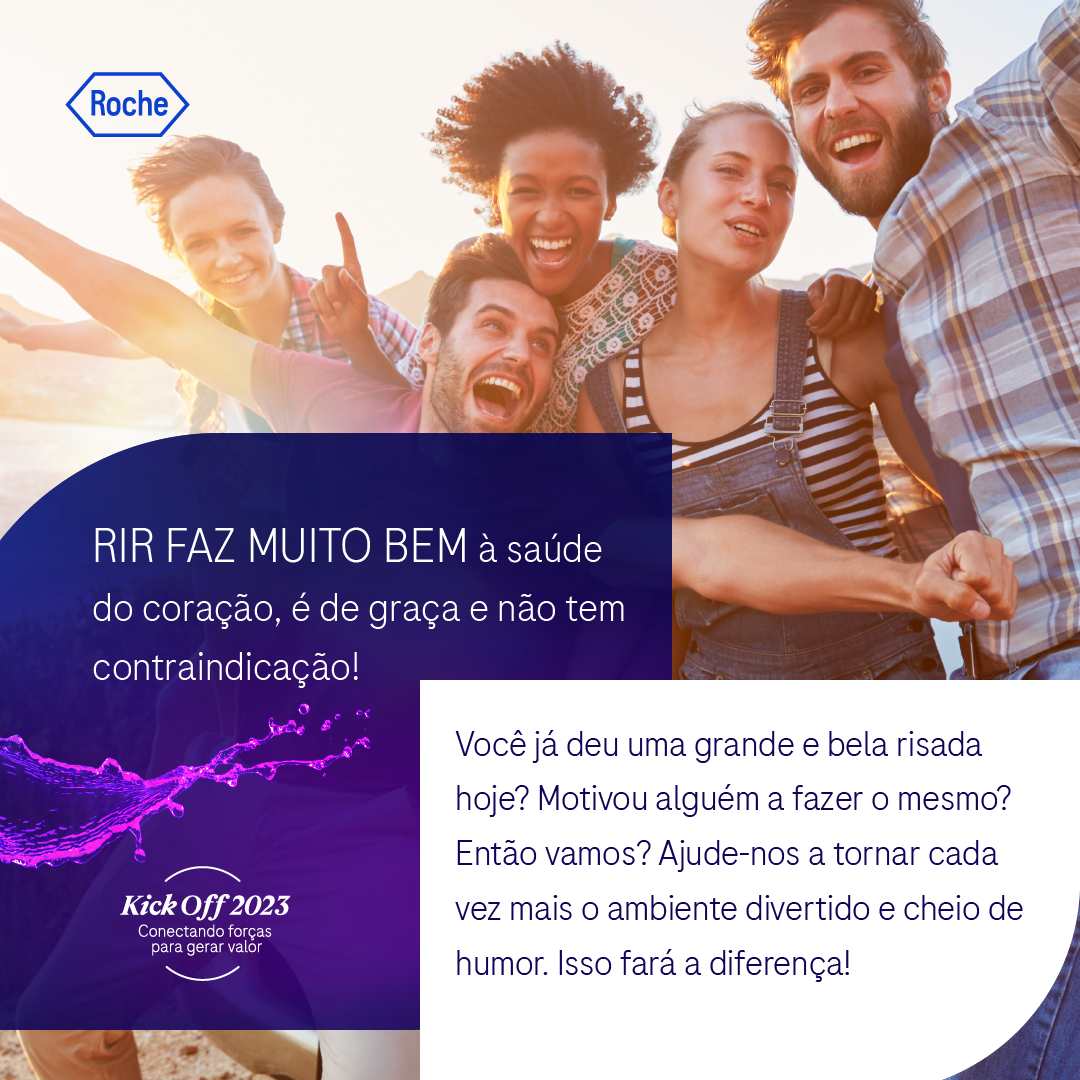 Roche
RIR FAZ MUITO BEM à saúde
do coração, é de graça e não tem
contraindicação!
Você já deu uma grande e bela risada
hoje? Motivou alguém a fazer o mesmo?
Então vamos? Ajude-nos a tornar cada
vez mais o ambiente divertido e cheio de
humor. Isso fará a diferença!
Kick Off 2023
Conectando forças
para gerar valor